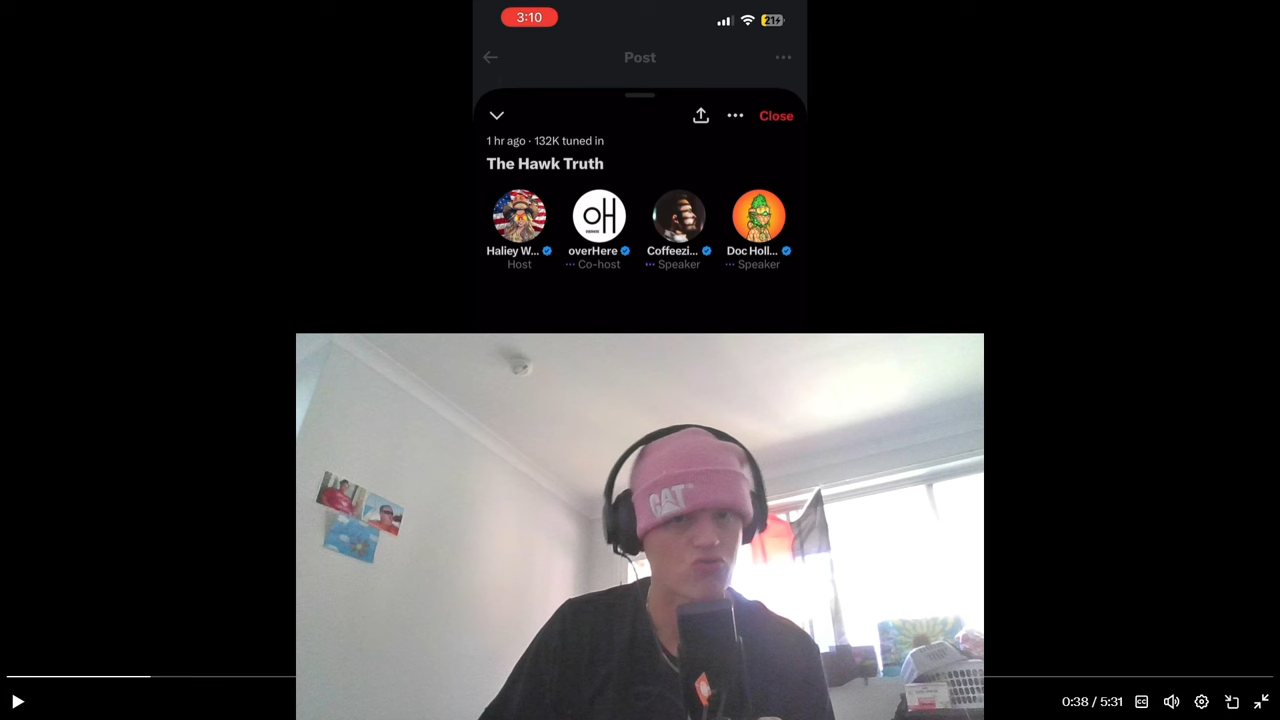 3:10
21
Post
Close
1 hr ago · 132K tuned in
The Hawk Truth
Haliey W... overHere Coffeezi... Doc Holl...
Host Co-host Speaker Speaker
oH
CAT
0:38 / 5:31
CC